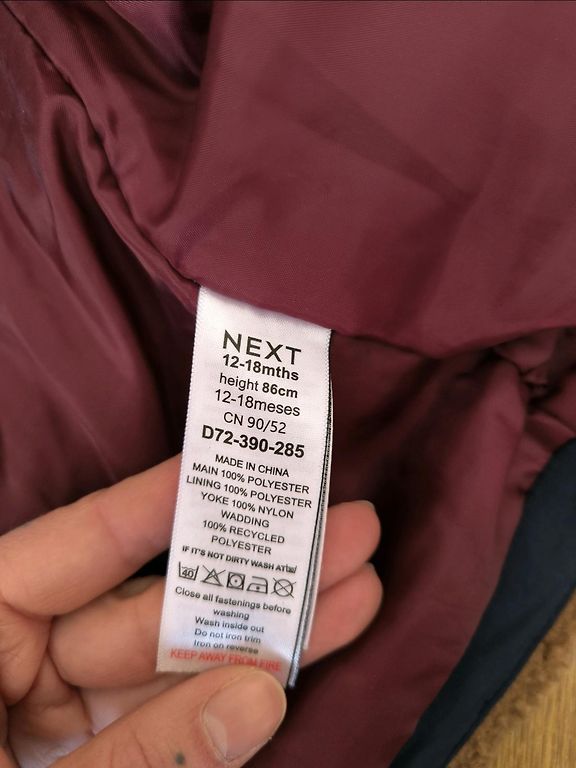 NEXT
12-18mths
height 86cm
12-18meses
CN 90/52
D72-390-285
MADE IN CHINA
MAIN 100% POLYESTER
LINING 100% POLYESTER
YOKE 100% NYLON
WADDING
100% RECYCLED
POLYESTER
IF IT'S NOT DIRTY WASH AT
40
Close all fastenings before
washing
Wash inside out
Do not iron trim
Iron on reverse
KEEP AWAY FROM FIRE